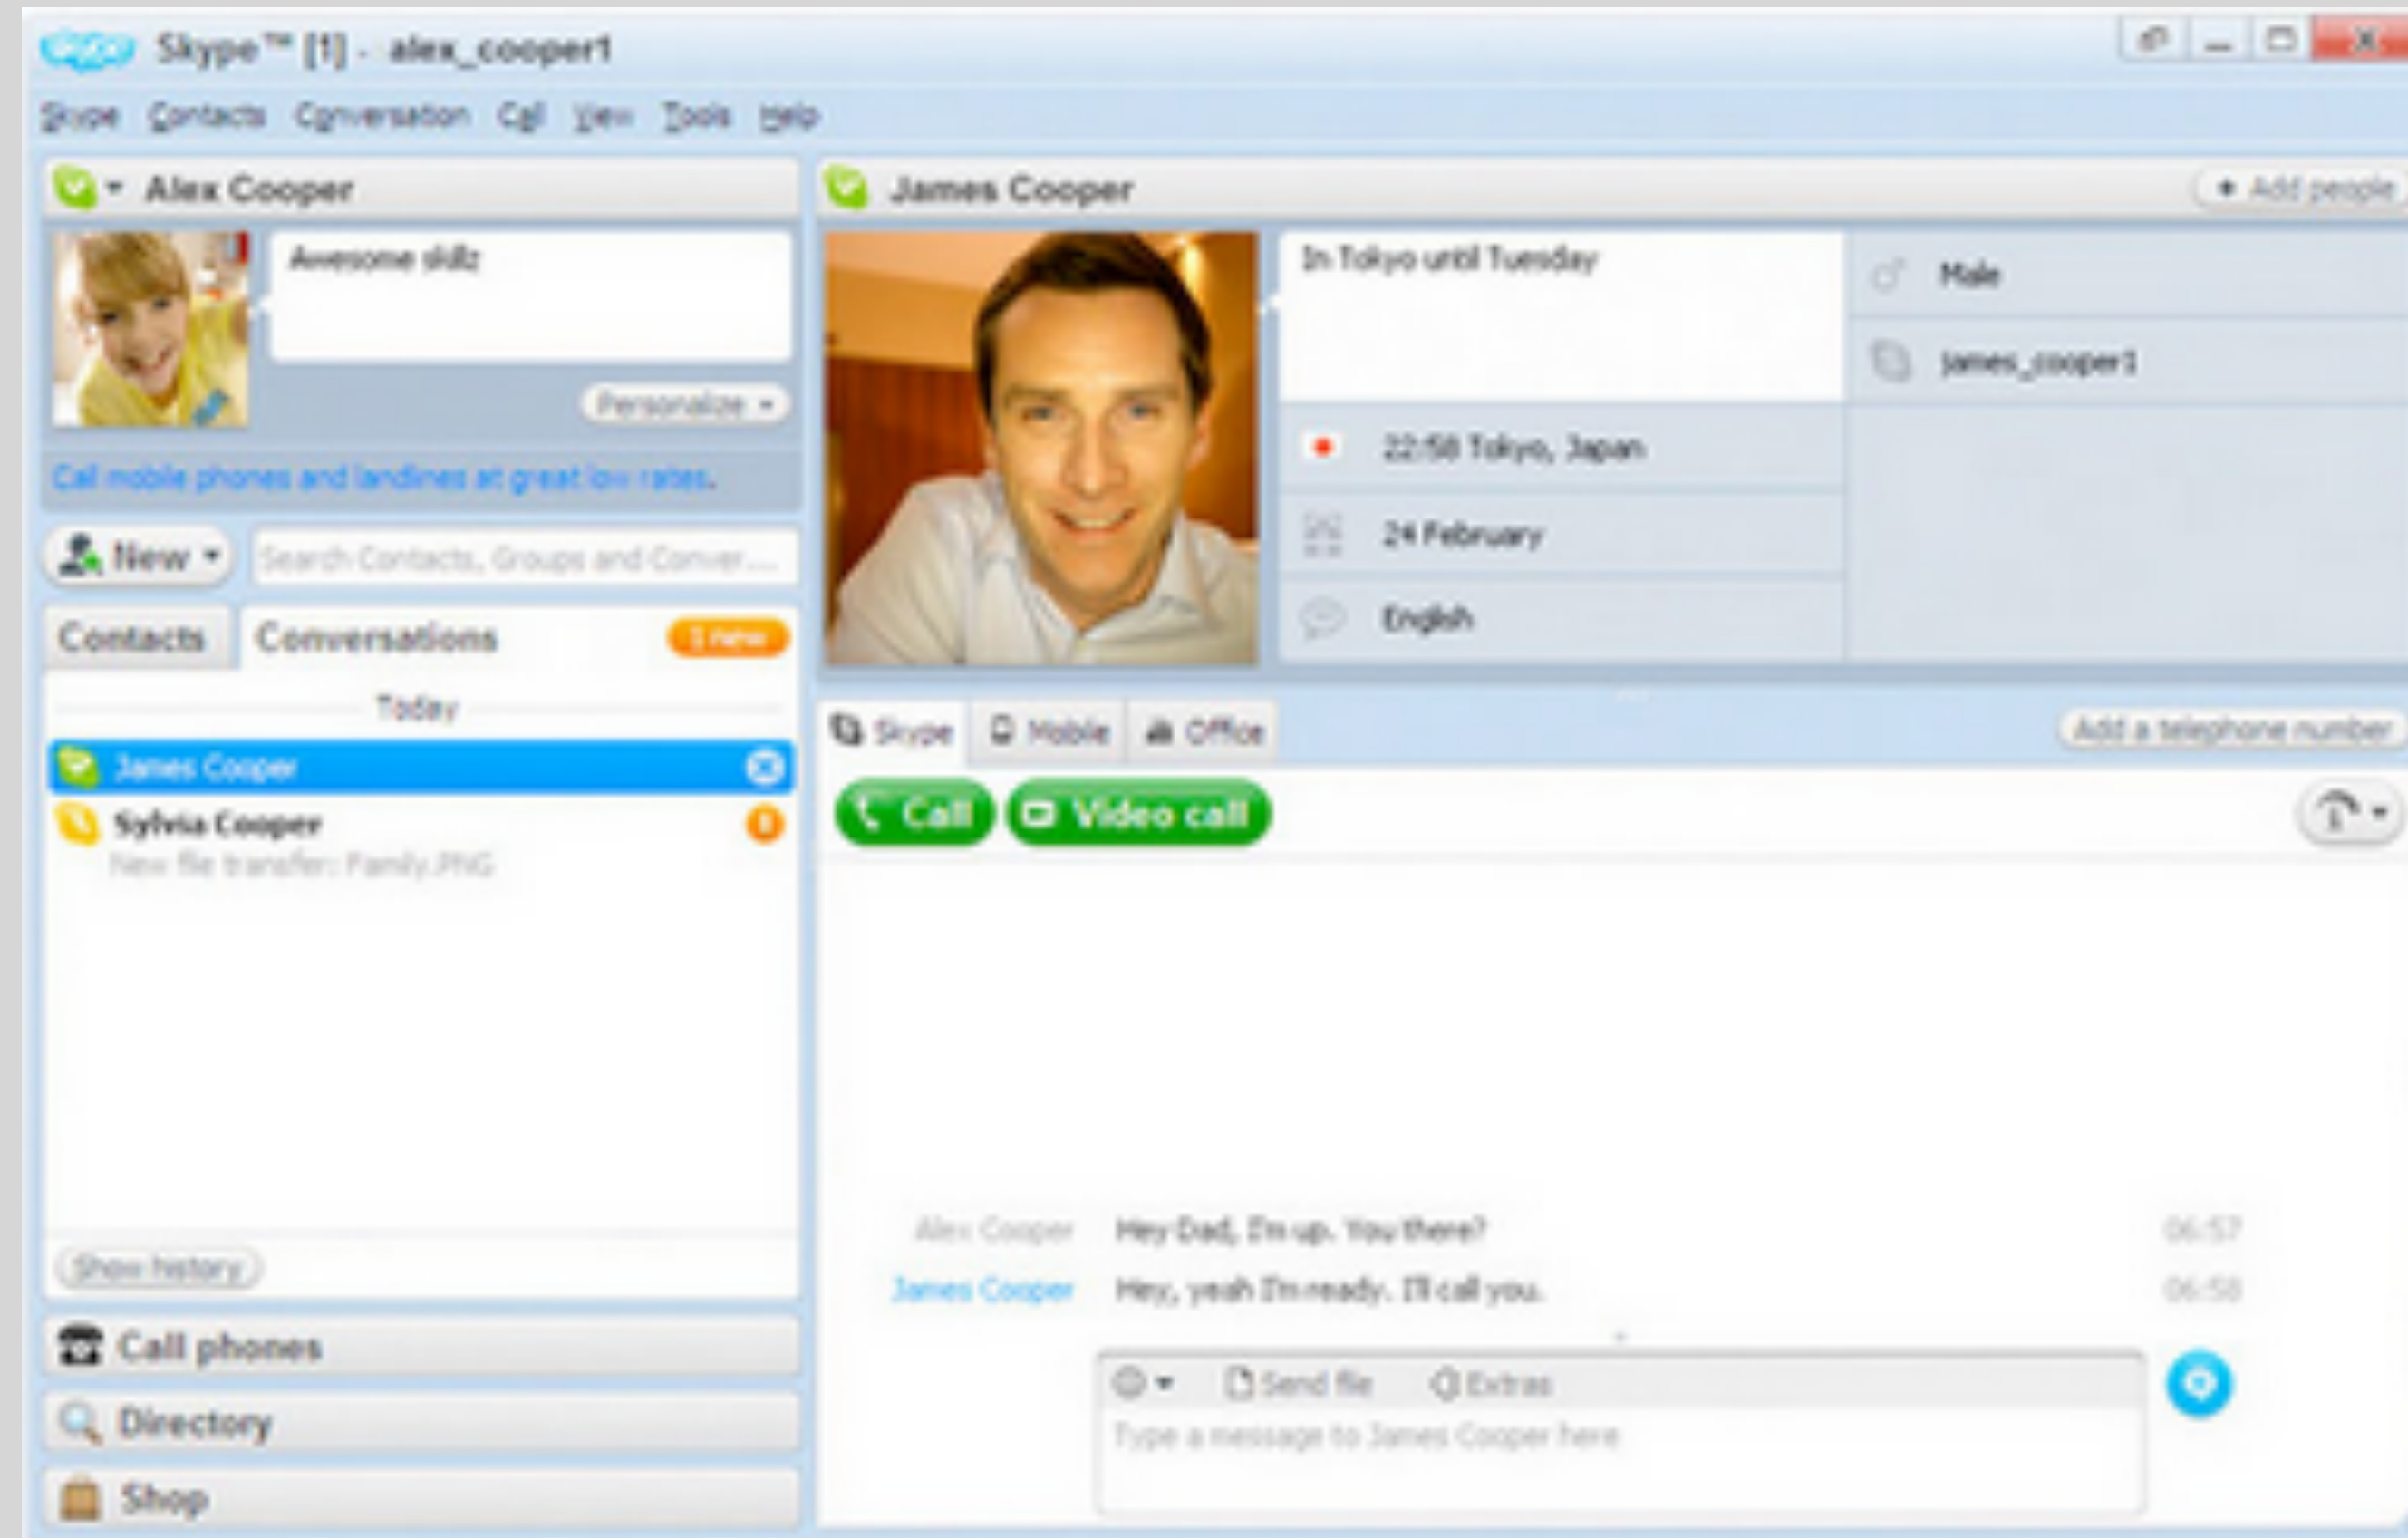 Skype™ [1] - alex_cooper1
Skype Contacts Conversation Call View Tools Help
Alex Cooper
Awesome skillz
Personalize
Call mobile phones and landlines at great low rates.
New
Search Contacts, Groups and Conver....
Contacts
Conversations
1 new
Today
James Cooper
Sylvia Cooper
New file transfer: Family.PNG
Show history
Call phones
Directory
Shop
James Cooper
+ Add people
In Tokyo until Tuesday
Male
james_cooper1
22:58 Tokyo, Japan
24 February
English
Skype
Mobile
Office
Add a telephone number
Call
Video call
Alex Cooper Hey Dad, I'm up. You there? 06:57
James Cooper Hey, yeah I'm ready. I'll call you. 06:58
Send file
Extras
Type a message to James Cooper here